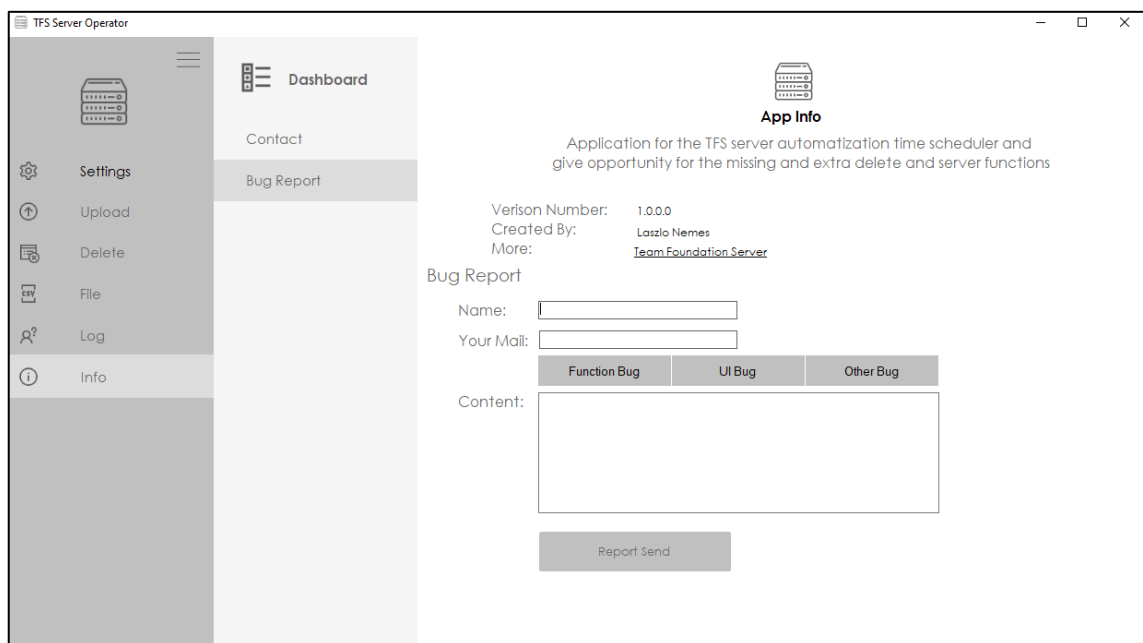 TFS Server Operator
Settings
Upload
Delete
CSV
File
Log
Info
Dashboard
Contact
Bug Report
App Info
Application for the TFS server automatization time scheduler and
give opportunity for the missing and extra delete and server functions
Verison Number: 1.0.0.0
Created By: Laszlo Nemes
More: Team Foundation Server
Bug Report
Name:
Your Mail:
Function Bug UI Bug Other Bug
Content:
Report Send